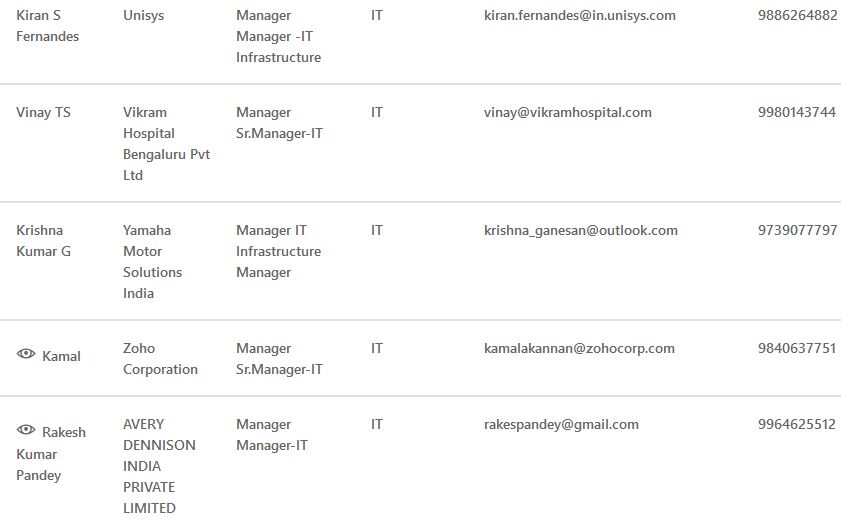 Kiran S Unisys Manager IT kiran.fernandes@in.unisys.com 9886264882
Fernandes Manager -IT
Infrastructure
Vinay TS Vikram Manager IT vinay@vikramhospital.com 9980143744
Hospital Sr.Manager-IT
Bengaluru Pvt
Ltd
Krishna Yamaha Manager IT IT krishna_ganesan@outlook.com 9739077797
Kumar G Motor Infrastructure
Solutions Manager
India
Kamal Zoho Manager IT kamalakannan@zohocorp.com 9840637751
Corporation Sr.Manager-IT
Rakesh AVERY Manager IT rakespandey@gmail.com 9964625512
Kumar DENNISON Manager-IT
Pandey INDIA
PRIVATE
LIMITED